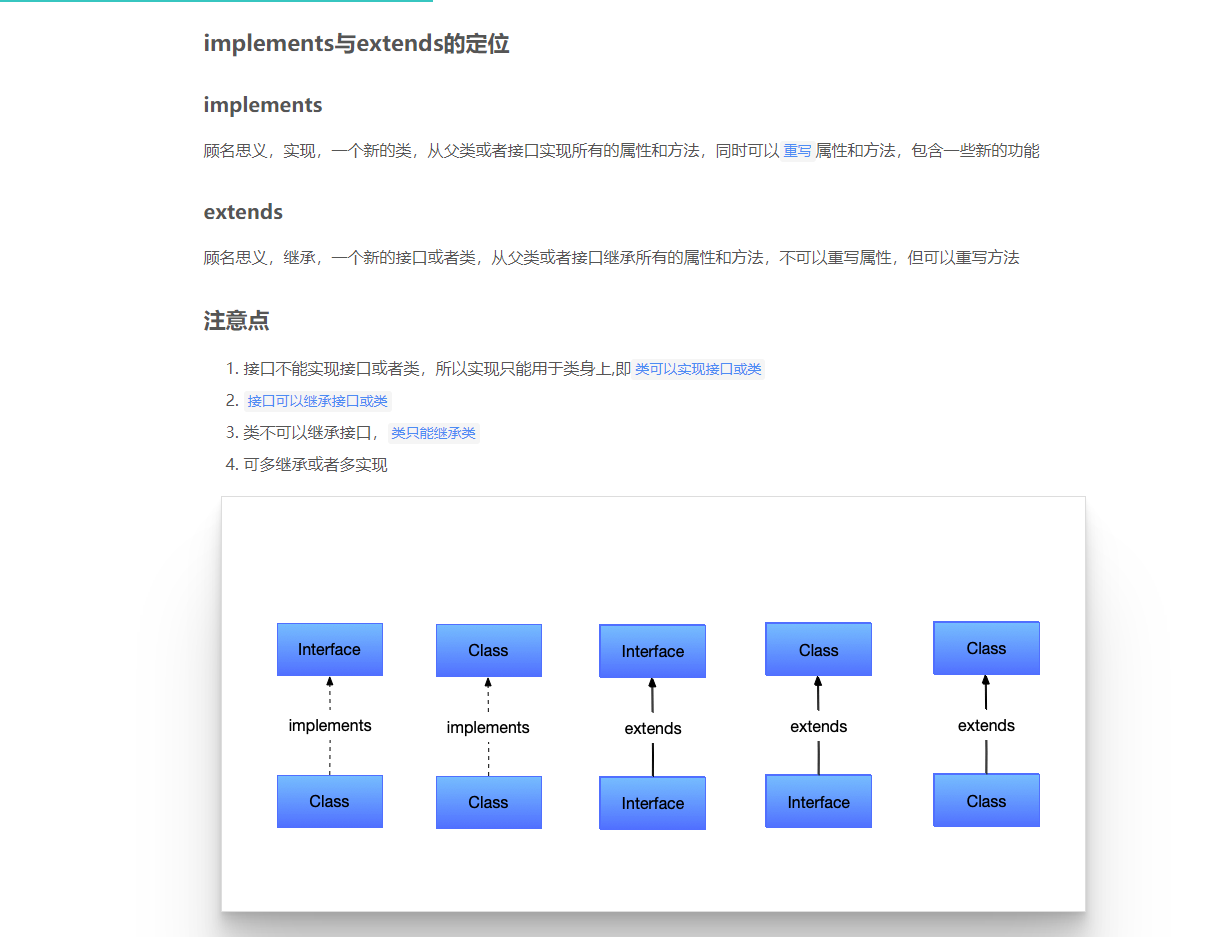 implements与extends的定位
implements
顾名思义，实现，一个新的类，从父类或者接口实现所有的属性和方法，同时可以 重写 属性和方法，包含一些新的功能
extends
顾名思义，继承，一个新的接口或者类，从父类或者接口继承所有的属性和方法，不可以重写属性，但可以重写方法
注意点
1. 接口不能实现接口或者类，所以实现只能用于类身上,即 类可以实现接口或类
2. 接口可以继承接口或类
3. 类不可以继承接口， 类只能继承类
4. 可多继承或者多实现
Interface Class Interface Class Class
implements implements extends extends extends
Class Class Interface Interface Class